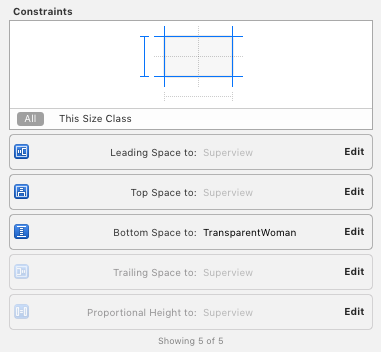 Constraints
All This Size Class
Leading Space to: Superview Edit
Top Space to: Superview Edit
Bottom Space to: TransparentWoman Edit
Trailing Space to: Superview Edit
Proportional Height to: Superview Edit
Showing 5 of 5